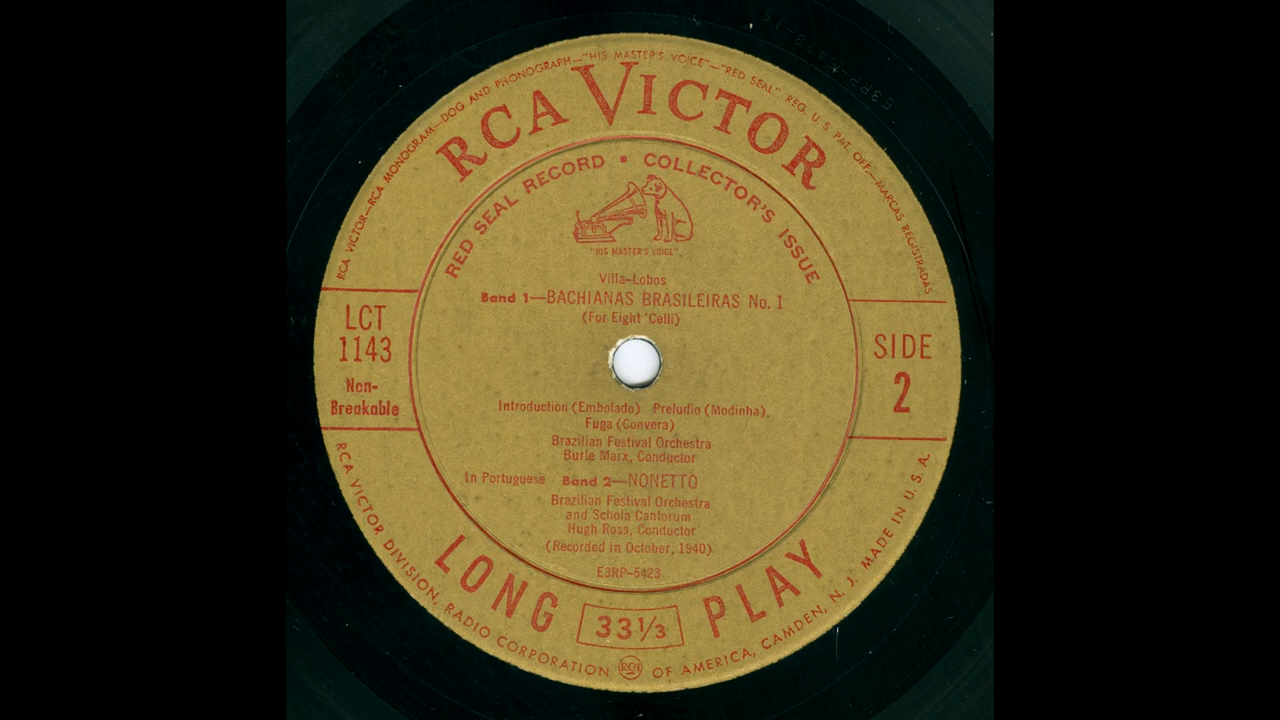 RCA VICTOR—RCA MONOGRAM—DOG AND PHONOGRAPH—"HIS MASTER'S VOICE"—"RED SEAL" REG. U. S. PAT. OFF.—MARCAS REGISTRADAS
RCA VICTOR
RED SEAL RECORD • COLLECTOR'S ISSUE
"HIS MASTER'S VOICE"
Villa-Lobos
Band 1—BACHIANAS BRASILEIRAS No. 1
(For Eight 'Celli)
LCT
1143
Non-
Breakable
SIDE
2
Introduction (Embolado) Preludio (Modinha),
Fuga (Convera)
Brazilian Festival Orchestra
Burle Marx, Conductor
In Portuguese Band 2—NONETTO
Brazilian Festival Orchestra
and Schola Cantorum
Hugh Ross, Conductor
(Recorded in October, 1940)
E3RP-5423
LONG 33 1/3 PLAY
RCA VICTOR DIVISION, RADIO CORPORATION RCA OF AMERICA, CAMDEN, N. J. MADE IN U. S. A.